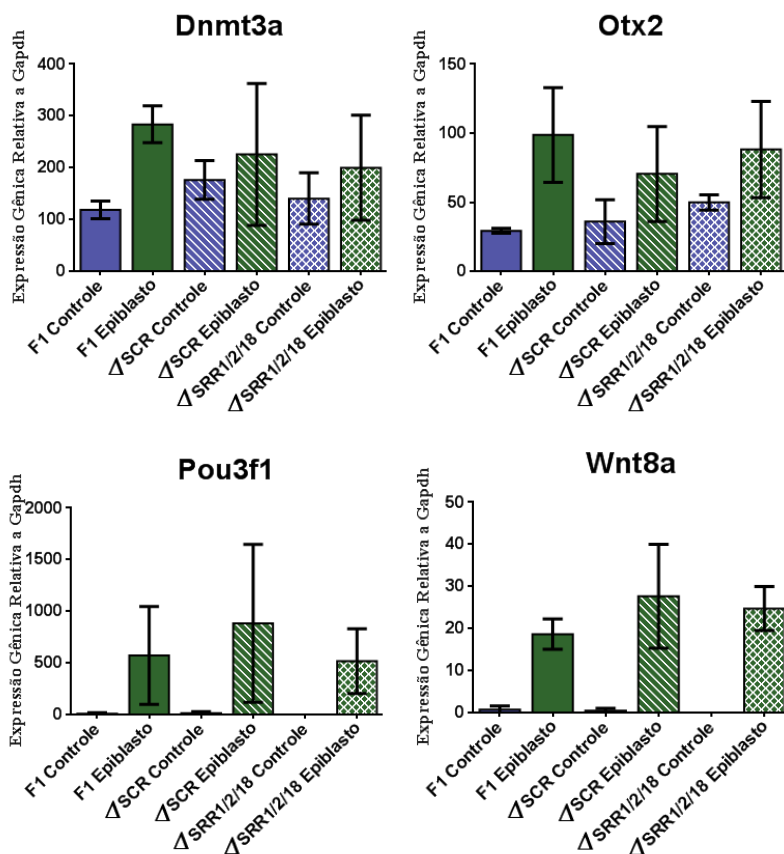 Dnmt3a
Expressão Gênica Relativa a Gapdh
400
300
200
100
0
F1 Controle
F1 Epiblasto
ΔSCR Controle
ΔSCR Epiblasto
ΔSRR1/2/18 Controle
ΔSRR1/2/18 Epiblasto
Otx2
Expressão Gênica Relativa a Gapdh
150
100
50
0
F1 Controle
F1 Epiblasto
ΔSCR Controle
ΔSCR Epiblasto
ΔSRR1/2/18 Controle
ΔSRR1/2/18 Epiblasto
Pou3f1
Expressão Gênica Relativa a Gapdh
2000
1500
1000
500
0
F1 Controle
F1 Epiblasto
ΔSCR Controle
ΔSCR Epiblasto
ΔSRR1/2/18 Controle
ΔSRR1/2/18 Epiblasto
Wnt8a
Expressão Gênica Relativa a Gapdh
50
40
30
20
10
0
F1 Controle
F1 Epiblasto
ΔSCR Controle
ΔSCR Epiblasto
ΔSRR1/2/18 Controle
ΔSRR1/2/18 Epiblasto